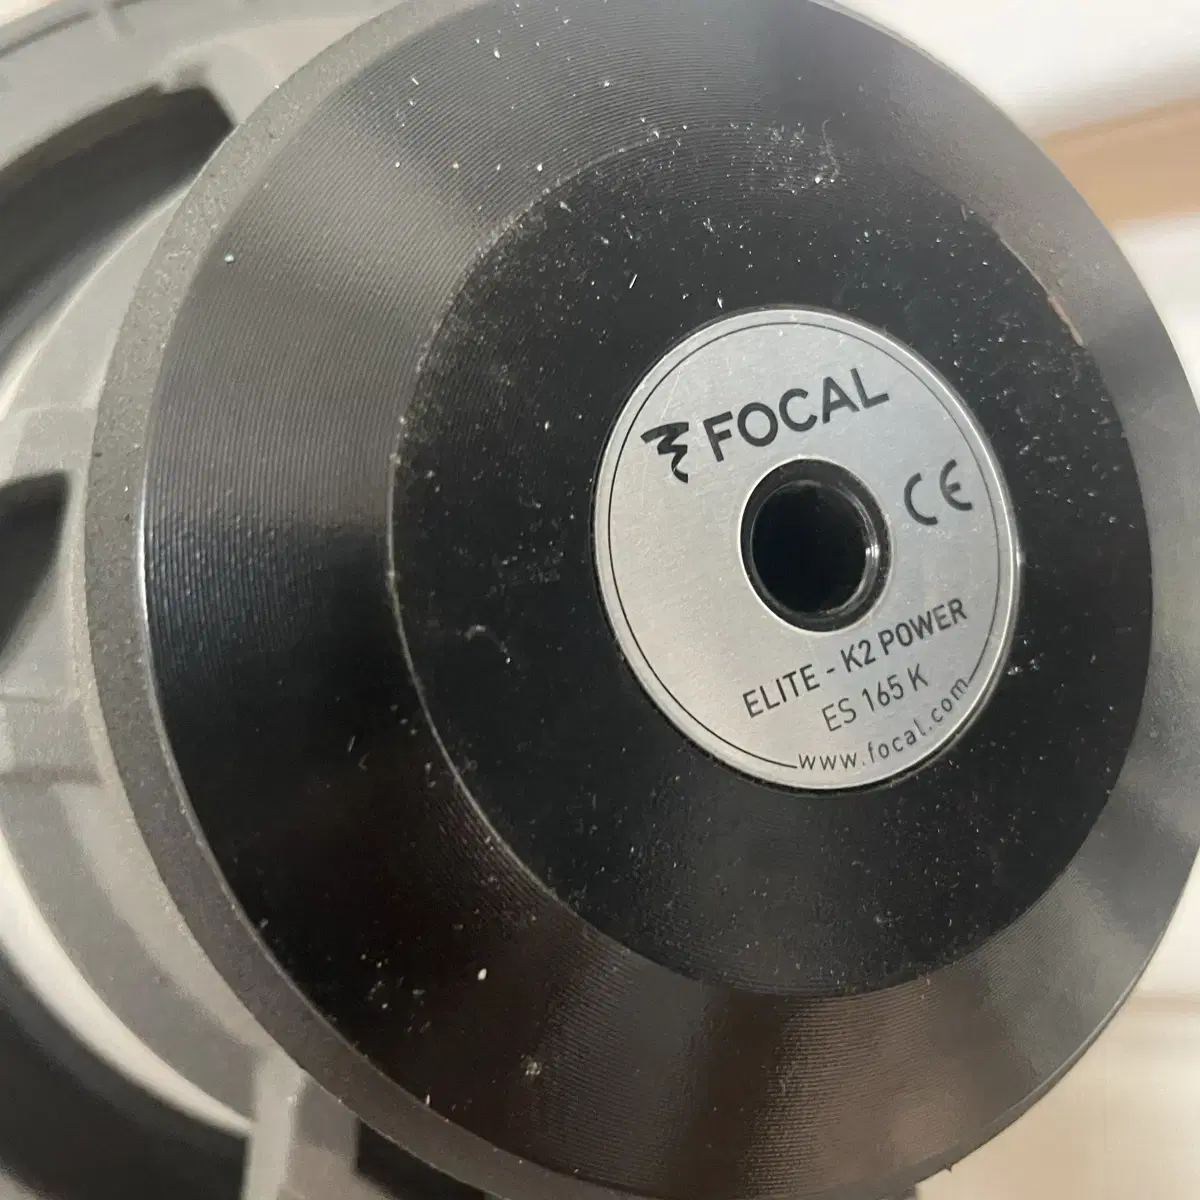 FOCAL
CE
ELITE - K2 POWER
ES 165 K
www.focal.com